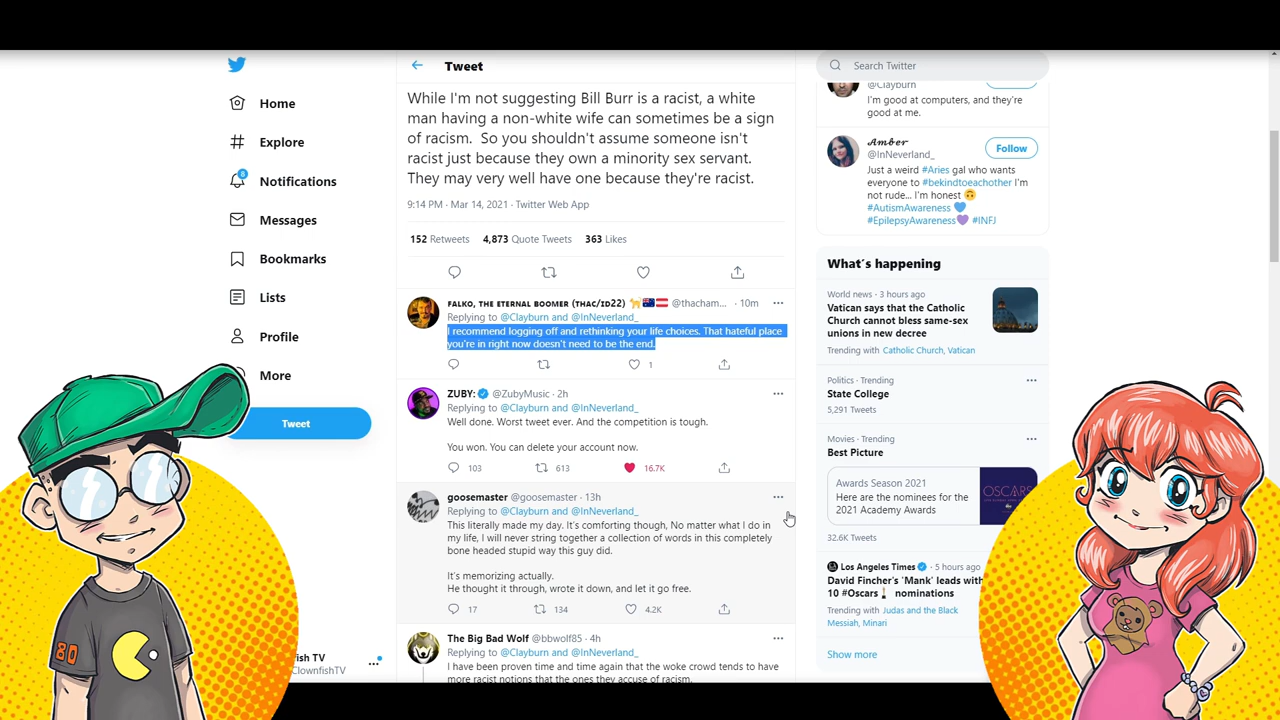 Tweet
While I'm not suggesting Bill Burr is a racist, a white
man having a non-white wife can sometimes be a sign
of racism.  So you shouldn't assume someone isn't
racist just because they own a minority sex servant.
They may very well have one because they're racist.
9:14 PM · Mar 14, 2021 · Twitter Web App
152 Retweets   4,873 Quote Tweets   363 Likes
FALKO, THE ETERNAL BOOMER (THAC/ID22) 🐕🇦🇺🇦🇹 @thacham... · 10m
Replying to @Clayburn and @InNeverland_
I recommend logging off and rethinking your life choices. That hateful place
you're in right now doesn't need to be the end.
1
ZUBY: @ZubyMusic · 2h
Replying to @Clayburn and @InNeverland_
Well done. Worst tweet ever. And the competition is tough.
You won. You can delete your account now.
103   613   16.7K
goosemaster @goosemaster · 13h
Replying to @Clayburn and @InNeverland_
This literally made my day. It's comforting though, No matter what I do in
my life, I will never string together a collection of words in this completely
bone headed stupid way this guy did.
It's memorizing actually.
He thought it through, wrote it down, and let it go free.
17   134   4.2K
The Big Bad Wolf @bbwolf85 · 4h
Replying to @Clayburn and @InNeverland_
I have been proven time and time again that the woke crowd tends to have
more racist notions that the ones they accuse of racism.
Home
Explore
8
Notifications
Messages
Bookmarks
Lists
Profile
More
Tweet
fish TV
ClownfishTV
80
Search Twitter
@Clayburn
I'm good at computers, and they're
good at me.
Amber
@InNeverland_
Follow
Just a weird #Aries gal who wants
everyone to #bekindtoeachother I'm
not rude... I'm honest 🙃
#AutismAwareness 💙
#EpilepsyAwareness💜 #INFJ
What's happening
World news · 3 hours ago
Vatican says that the Catholic
Church cannot bless same-sex
unions in new decree
Trending with Catholic Church, Vatican
Politics · Trending
State College
5,291 Tweets
Movies · Trending
Best Picture
Awards Season 2021
Here are the nominees for the
2021 Academy Awards
OSCARS
32.6K Tweets
Los Angeles Times · 5 hours ago
David Fincher's 'Mank' leads with
10 #Oscars nominations
Trending with Judas and the Black
Messiah, Minari
Show more